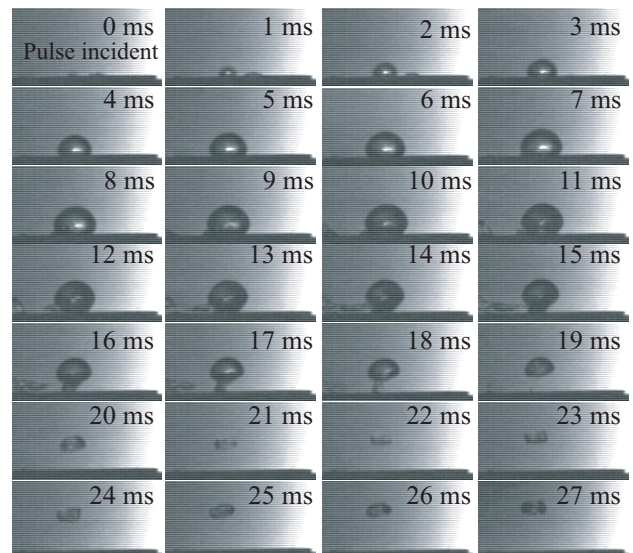 0 ms
Pulse incident
1 ms
2 ms
3 ms
4 ms
5 ms
6 ms
7 ms
8 ms
9 ms
10 ms
11 ms
12 ms
13 ms
14 ms
15 ms
16 ms
17 ms
18 ms
19 ms
20 ms
21 ms
22 ms
23 ms
24 ms
25 ms
26 ms
27 ms